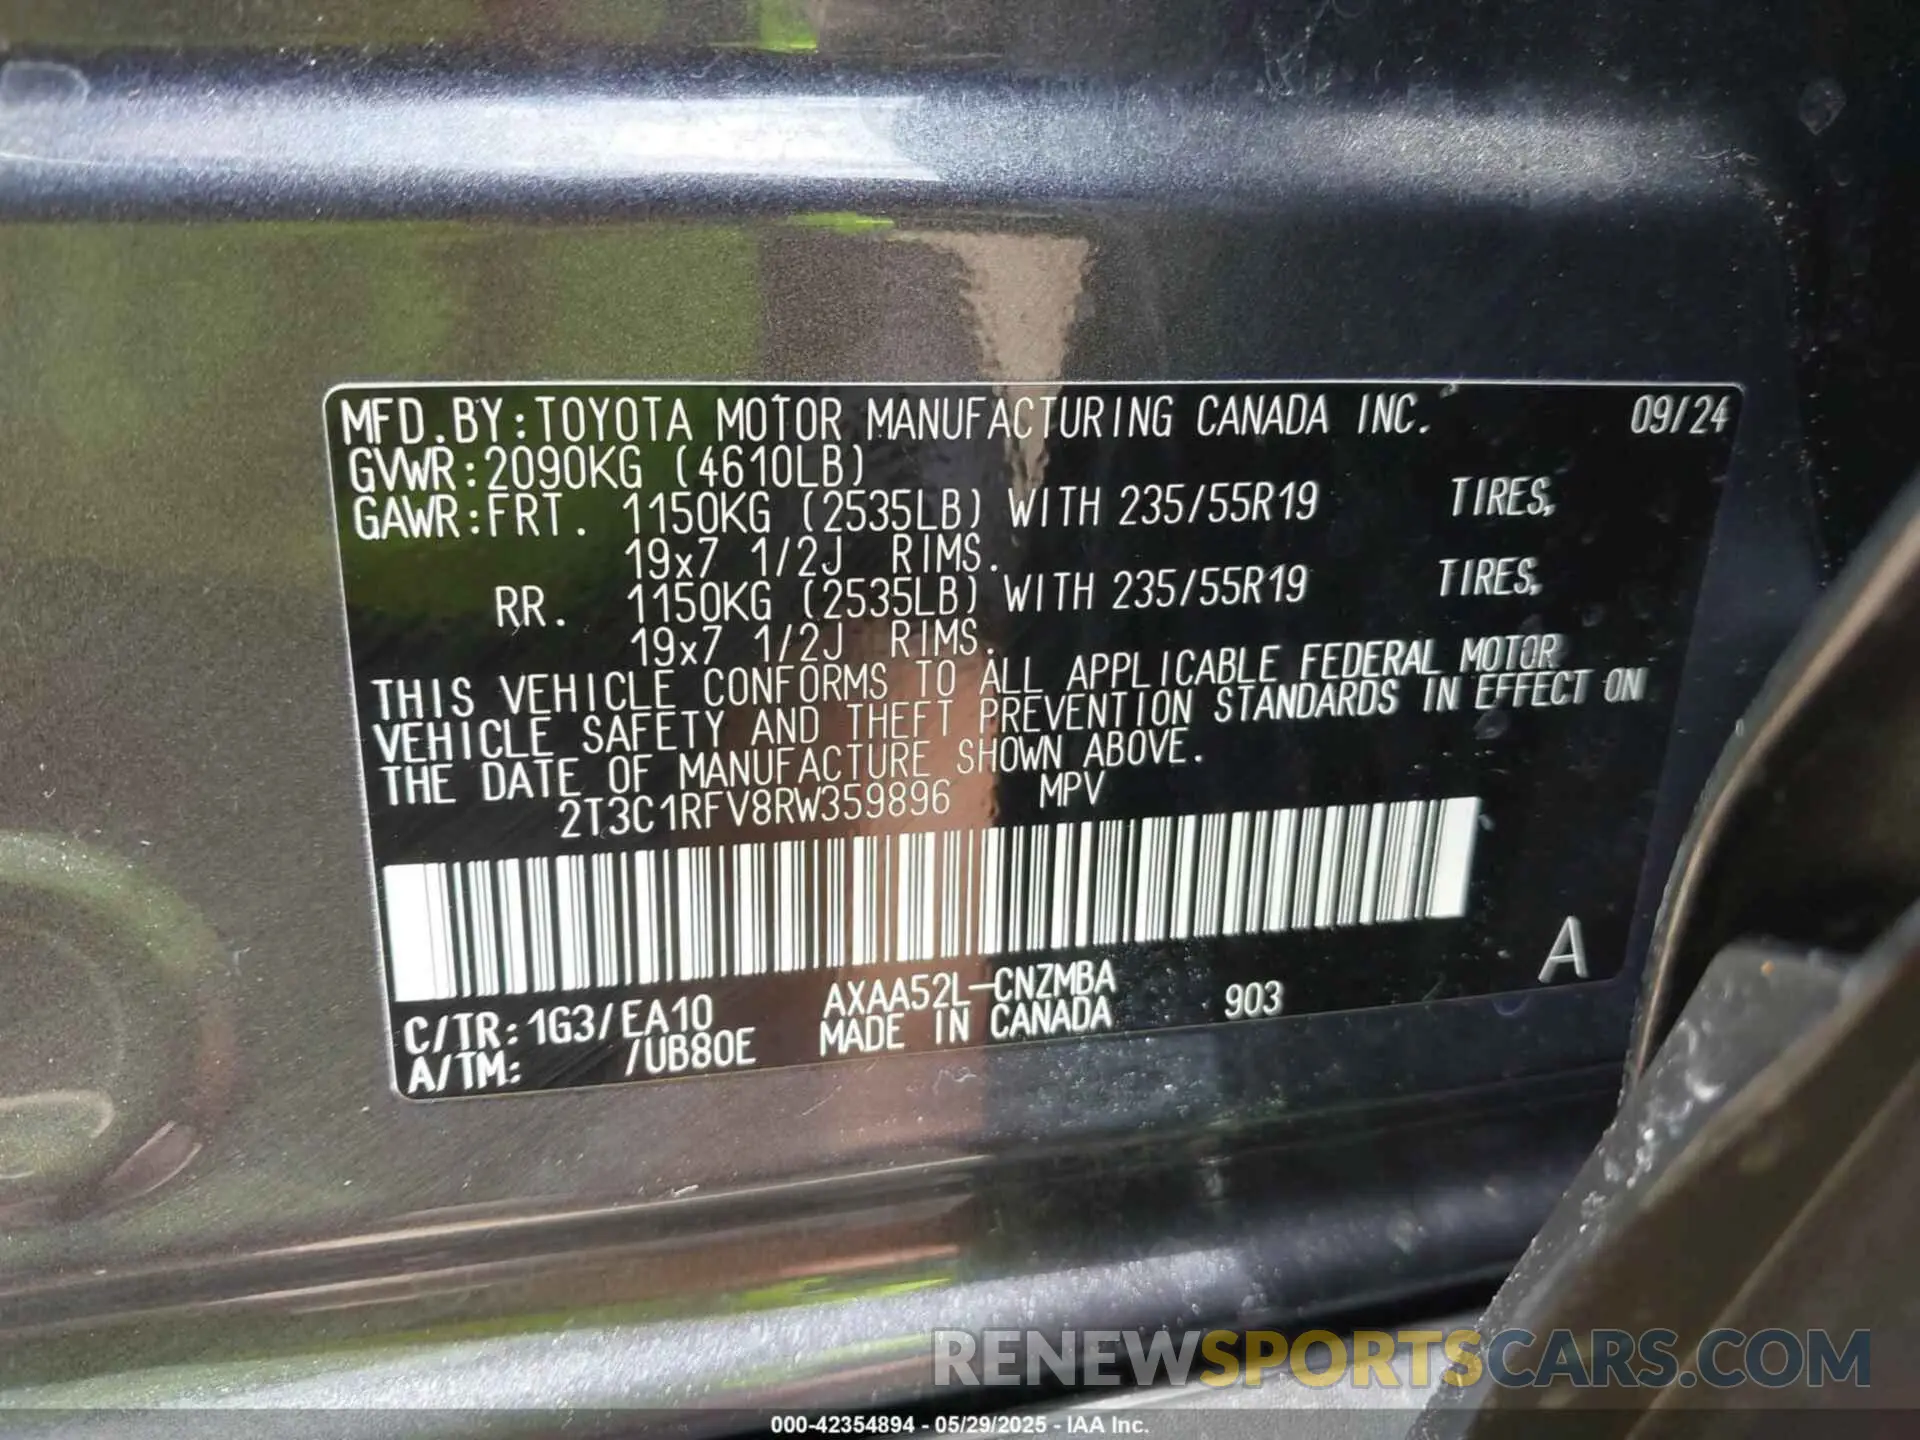 MFD.BY:TOYOTA MOTOR MANUFACTURING CANADA INC. 09/24
GVWR:2090KG (4610LB)
GAWR:FRT. 1150KG (2535LB) WITH 235/55R19 TIRES,
19x7 1/2J RIMS.
RR. 1150KG (2535LB) WITH 235/55R19 TIRES,
19x7 1/2J RIMS.
THIS VEHICLE CONFORMS TO ALL APPLICABLE FEDERAL MOTOR
VEHICLE SAFETY AND THEFT PREVENTION STANDARDS IN EFFECT ON
THE DATE OF MANUFACTURE SHOWN ABOVE.
2T3C1RFV8RW359896 MPV
A
C/TR:1G3/EA10 AXAA52L-CNZMBA 903
A/TM: /UB80E MADE IN CANADA
RENEWSPORTSCARS.COM
000-42354894 - 05/29/2025 - IAA Inc.